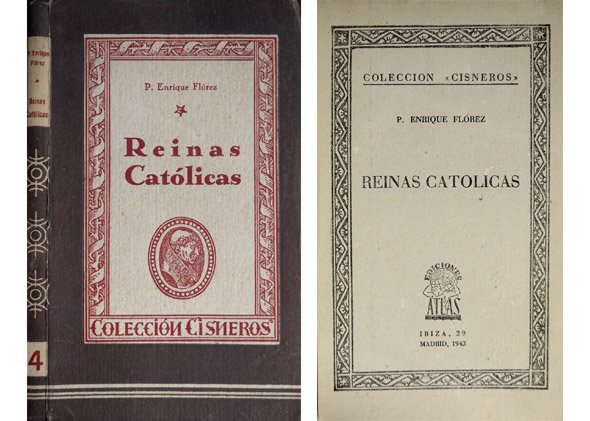 P. Enrique
Flórez
Reinas
Católicas
4
P. Enrique Flórez
Reinas
Católicas
COLECCIÓN CISNEROS
COLECCION «CISNEROS»
P. ENRIQUE FLÓREZ
REINAS CATOLICAS
EDICIONES
ATLAS
IBIZA, 29
MADRID, 1943